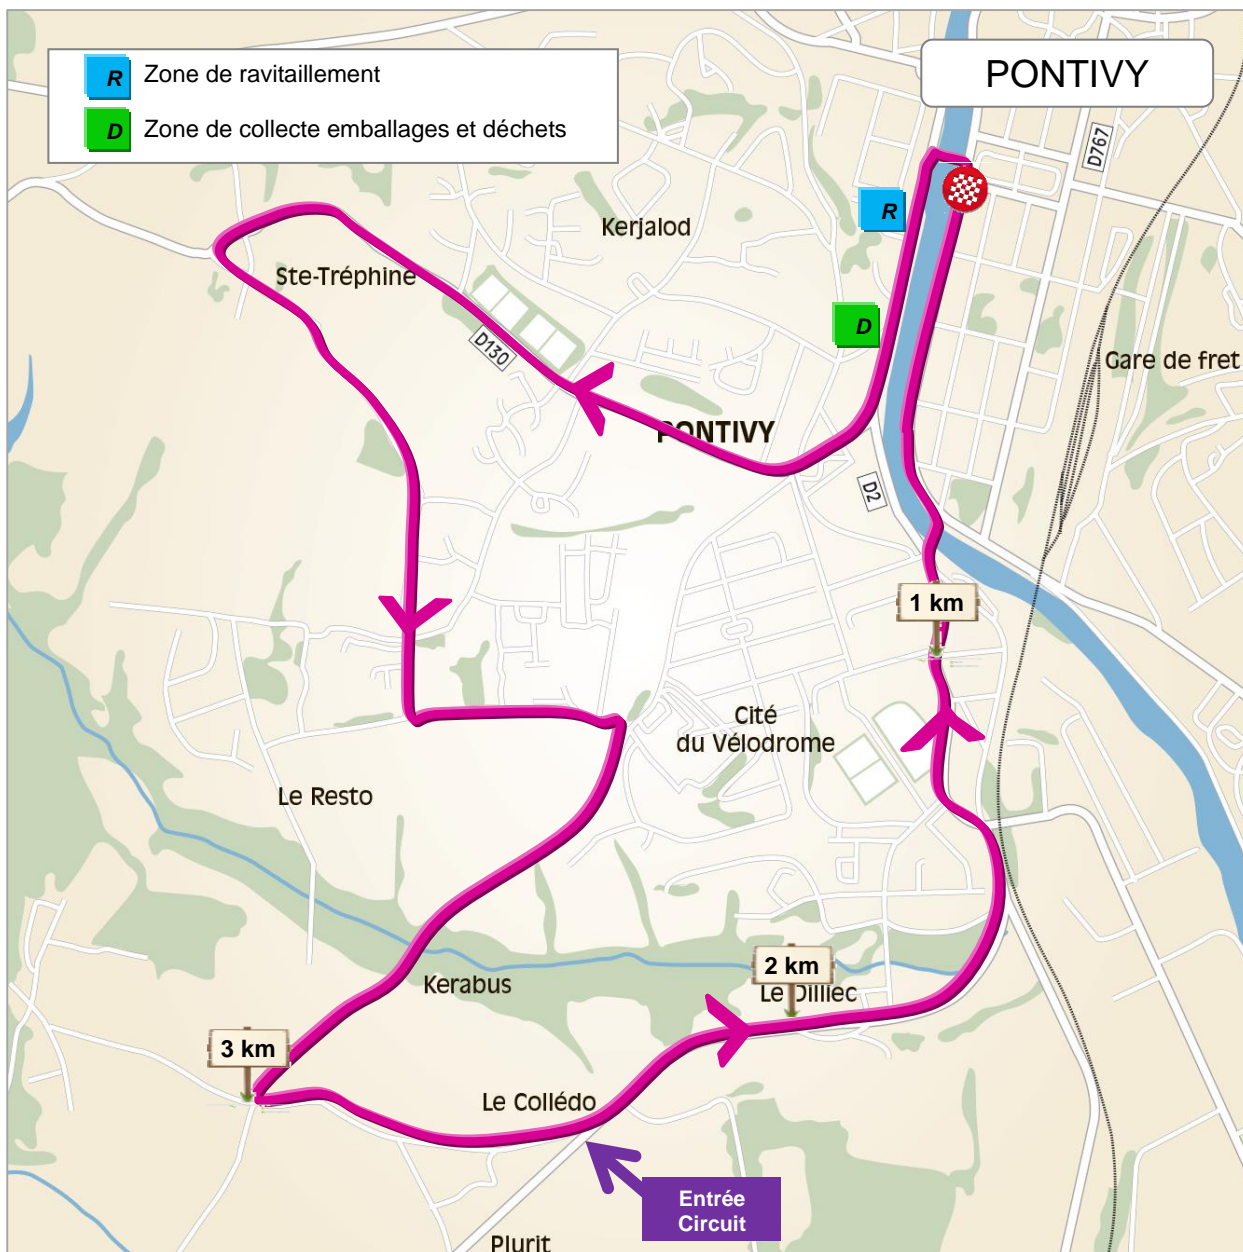 R Zone de ravitaillement
D Zone de collecte emballages et déchets
PONTIVY
D767
R
Kerjalod
Ste-Tréphine
D
D130
Gare de fret
PONTIVY
D2
1 km
Cité
du Vélodrome
Le Resto
2 km
Kerabus
Le Dilliec
3 km
Le Collédo
Entrée
Circuit
Plurit